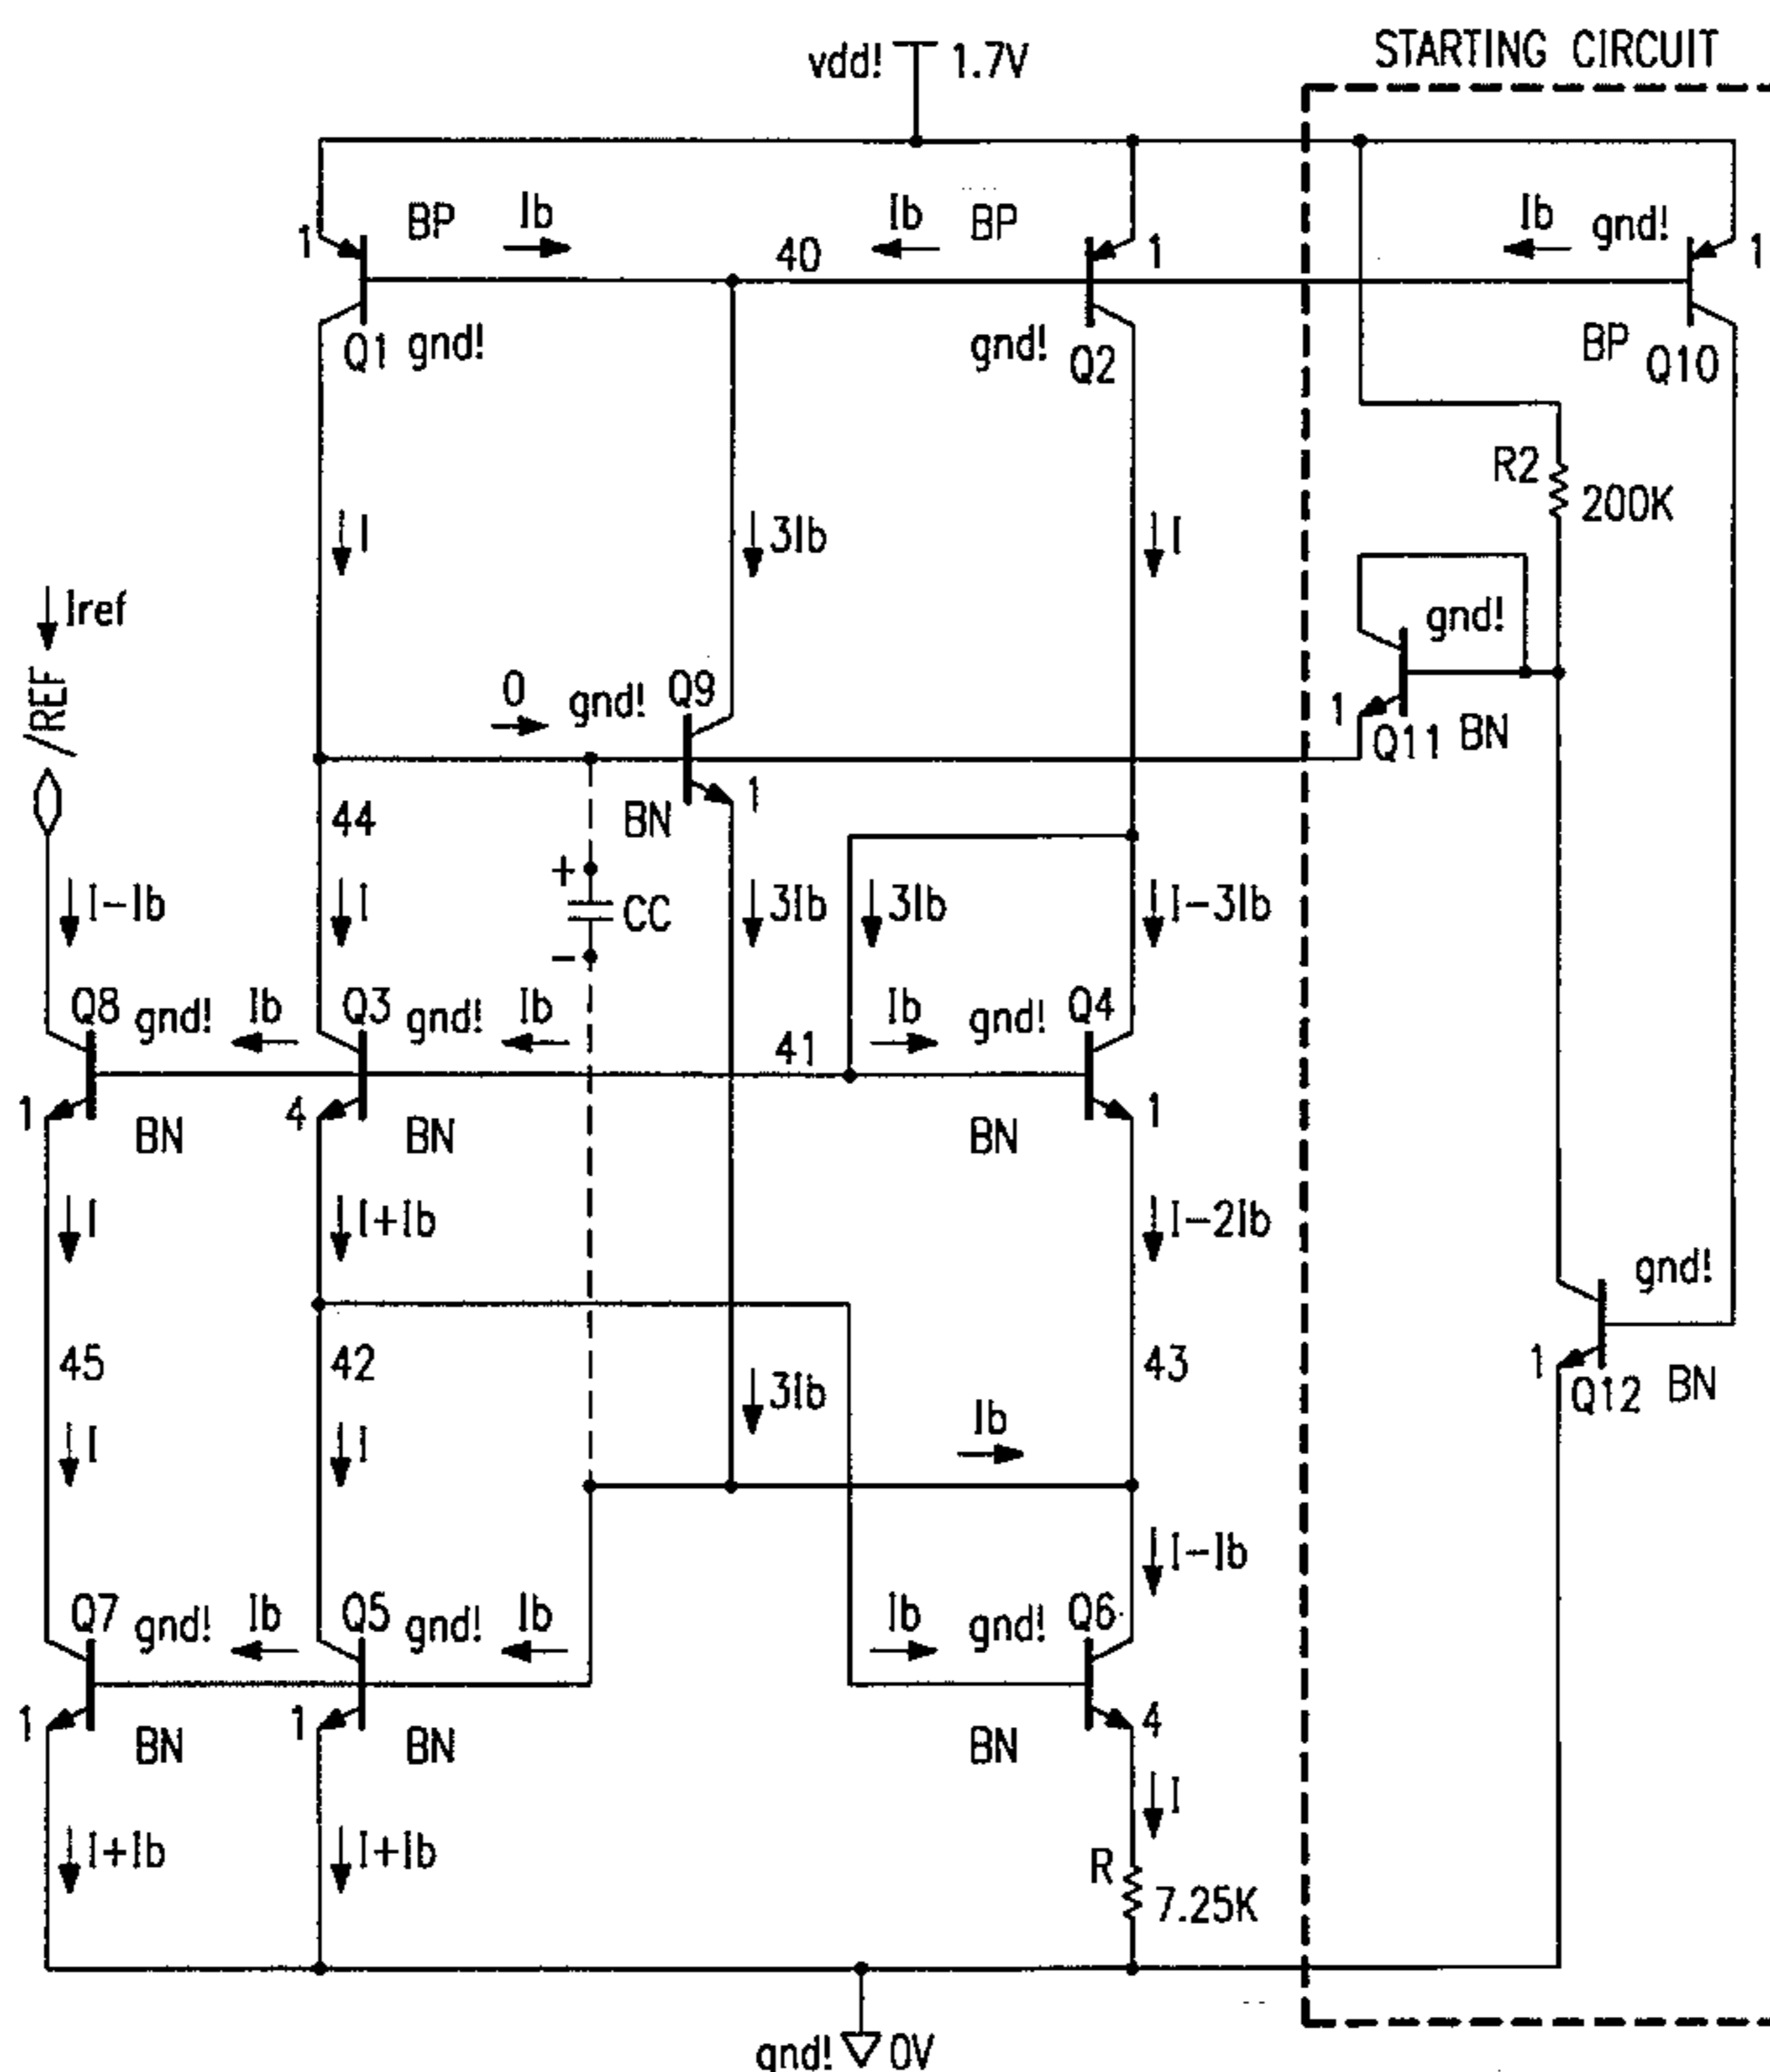 STARTING CIRCUIT
vdd! 1.7V
1 BP Ib
Ib BP 1
40
Ib gnd! 1
Q1 gnd!
gnd! Q2
BP Q10
R2
200K
I
3Ib
I
Iref
/REF
gnd!
0 gnd! Q9
1
BN
1 Q11 BN
44
+
CC
-
I-Ib
I
3Ib
3Ib
I-3Ib
Q8 gnd! Ib Q3 gnd! Ib
41
Ib gnd! Q4
1 BN
4 BN
BN 1
I
I+Ib
I-2Ib
gnd!
45
42
43
1 Q12 BN
3Ib
Ib
I
I
I-Ib
Q7 gnd! Ib Q5 gnd! Ib
Ib gnd! Q6
1 BN
1 BN
BN 4
I
I+Ib
I+Ib
R
7.25K
gnd! 0V